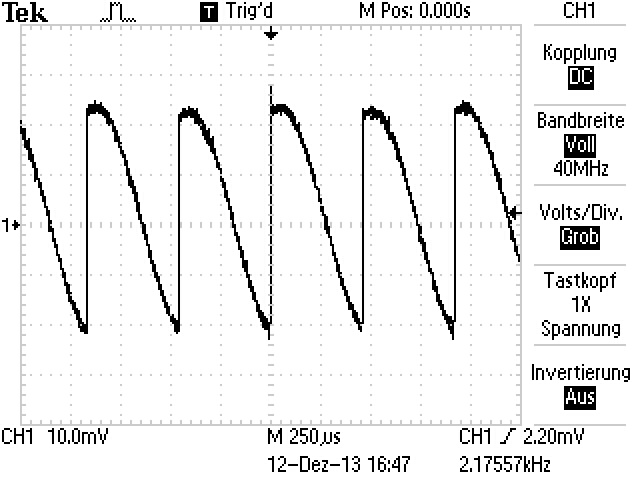 Tek T Trig'd M Pos: 0.000s CH1
Kopplung
DC
Bandbreite
Voll
40MHz
1
Volts/Div.
Grob
Tastkopf
1X
Spannung
Invertierung
Aus
CH1 10.0mV M 250µs CH1 2.20mV
12-Dez-13 16:47 2.17557kHz